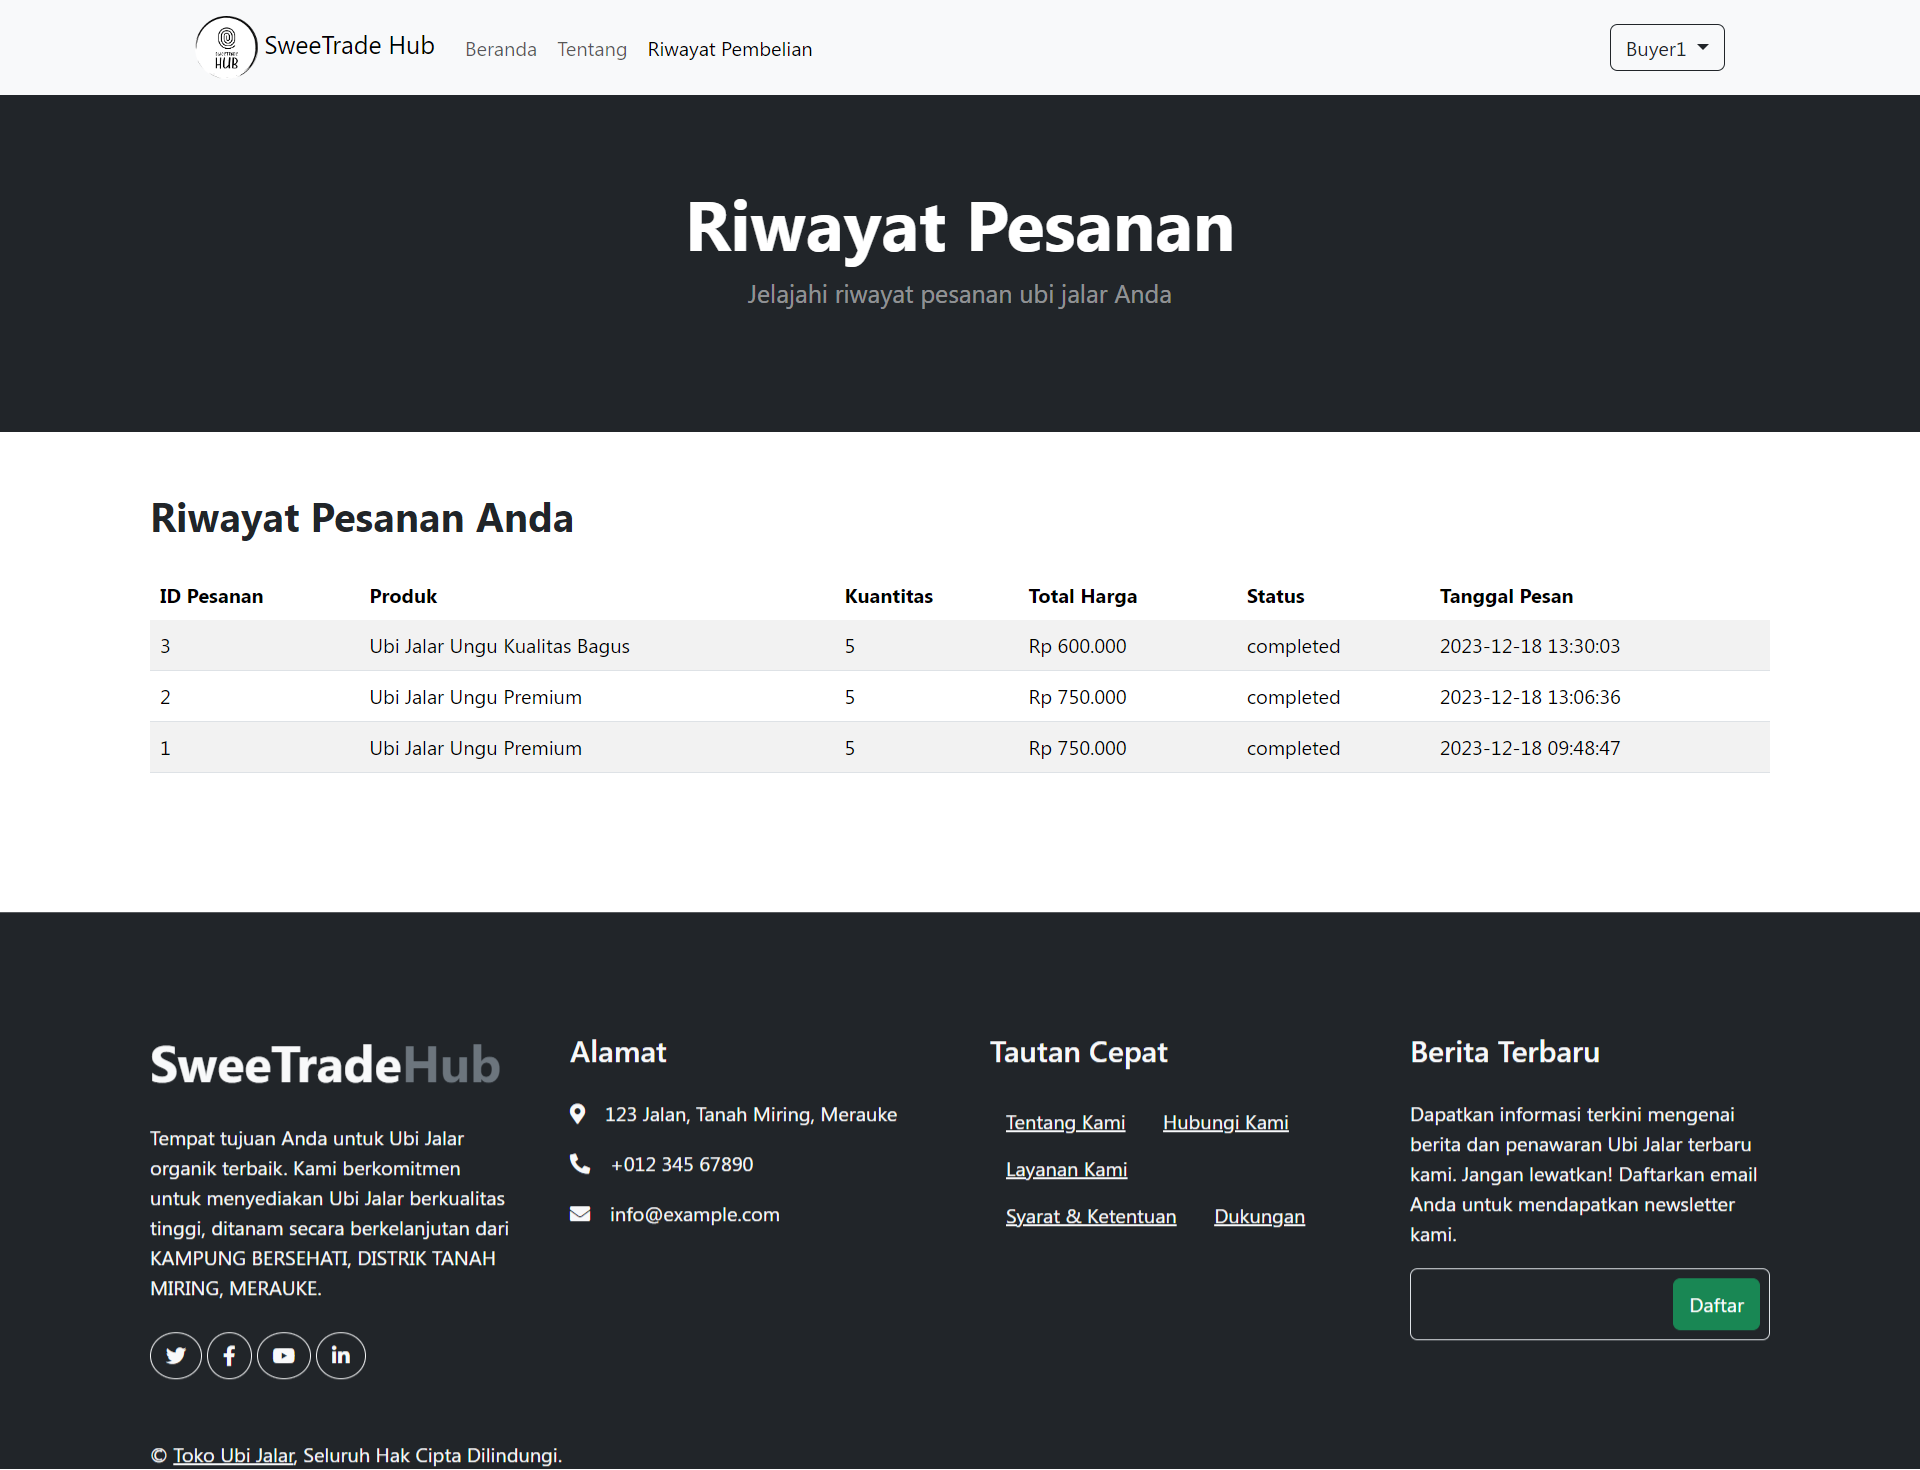 SWEETRADE
HUB
SweeTrade Hub
Beranda Tentang Riwayat Pembelian
Buyer1
Riwayat Pesanan
Jelajahi riwayat pesanan ubi jalar Anda
Riwayat Pesanan Anda
ID Pesanan Produk Kuantitas Total Harga Status Tanggal Pesan
3 Ubi Jalar Ungu Kualitas Bagus 5 Rp 600.000 completed 2023-12-18 13:30:03
2 Ubi Jalar Ungu Premium 5 Rp 750.000 completed 2023-12-18 13:06:36
1 Ubi Jalar Ungu Premium 5 Rp 750.000 completed 2023-12-18 09:48:47
SweeTradeHub
Tempat tujuan Anda untuk Ubi Jalar
organik terbaik. Kami berkomitmen
untuk menyediakan Ubi Jalar berkualitas
tinggi, ditanam secara berkelanjutan dari
KAMPUNG BERSEHATI, DISTRIK TANAH
MIRING, MERAUKE.
Alamat
123 Jalan, Tanah Miring, Merauke
+012 345 67890
info@example.com
Tautan Cepat
Tentang Kami Hubungi Kami
Layanan Kami
Syarat & Ketentuan Dukungan
Berita Terbaru
Dapatkan informasi terkini mengenai
berita dan penawaran Ubi Jalar terbaru
kami. Jangan lewatkan! Daftarkan email
Anda untuk mendapatkan newsletter
kami.
Daftar
© Toko Ubi Jalar, Seluruh Hak Cipta Dilindungi.